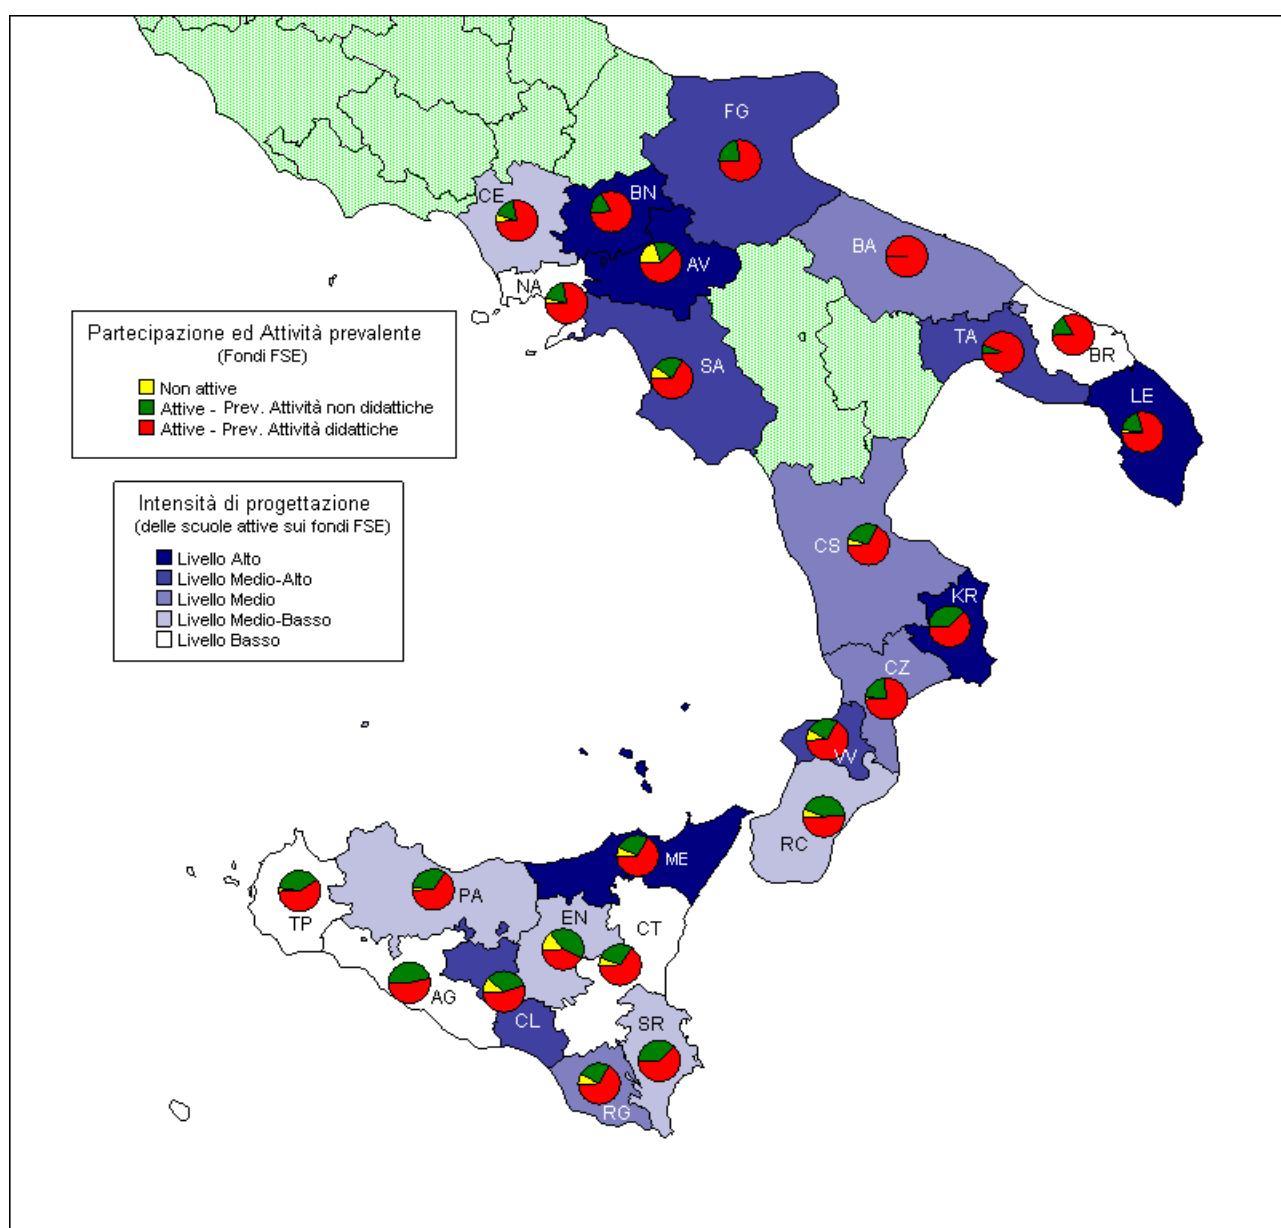 FG
BN
CE
BA
AV
NA
Partecipazione ed Attività prevalente
(Fondi FSE)
Non attive
Attive - Prev. Attività non didattiche
Attive - Prev. Attività didattiche
TA
BR
SA
LE
Intensità di progettazione
(delle scuole attive sui fondi FSE)
Livello Alto
Livello Medio-Alto
Livello Medio
Livello Medio-Basso
Livello Basso
CS
KR
CZ
VV
RC
ME
PA
TP
EN
CT
AG
CL
SR
RG